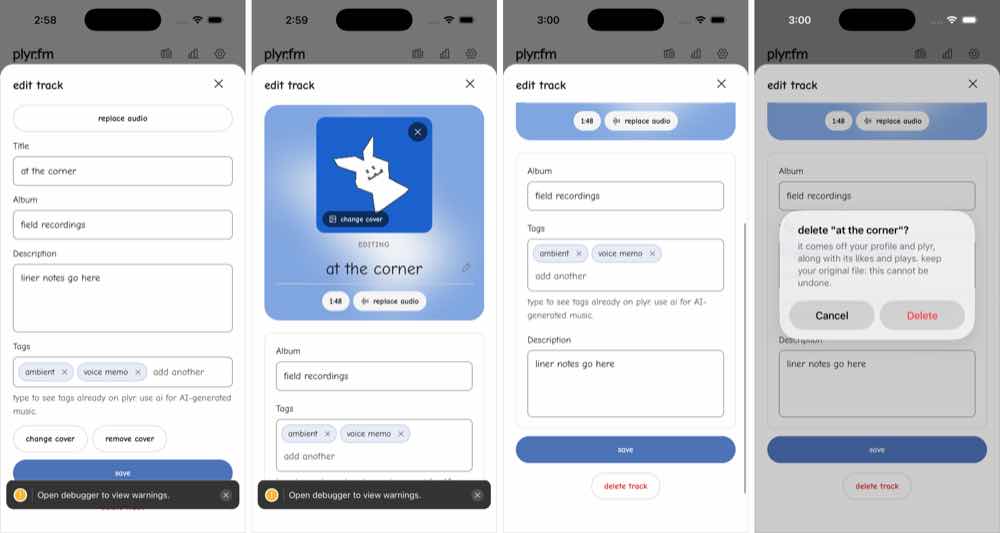 2:58
plyr.fm
edit track
replace audio
Title
at the corner
Album
field recordings
Description
liner notes go here
Tags
ambient
voice memo
add another
type to see tags already on plyr. use ai for AI-generated
music.
change cover
remove cover
save
Open debugger to view warnings.
2:59
plyr.fm
edit track
change cover
EDITING
at the corner
1:48
replace audio
Album
field recordings
Tags
ambient
voice memo
add another
Open debugger to view warnings.
3:00
plyr.fm
edit track
1:48
replace audio
Album
field recordings
Tags
ambient
voice memo
add another
type to see tags already on plyr. use ai for AI-
generated music.
Description
liner notes go here
save
delete track
3:00
plyr.fm
edit track
1:48
replace audio
Album
field recordings
delete "at the corner"?
it comes off your profile and plyr,
along with its likes and plays. keep
your original file: this cannot be
undone.
Cancel
Delete
Description
liner notes go here
save
delete track